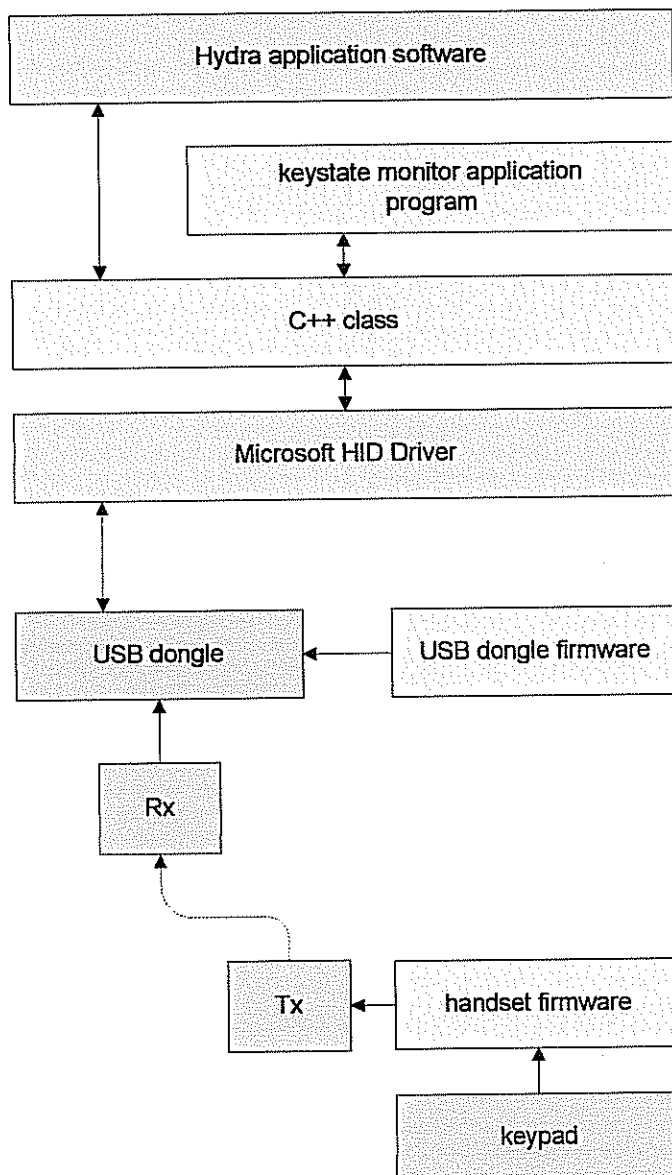 Hydra application software
keystate monitor application
program
C++ class
Microsoft HID Driver
USB dongle
USB dongle firmware
Rx
Tx
handset firmware
keypad